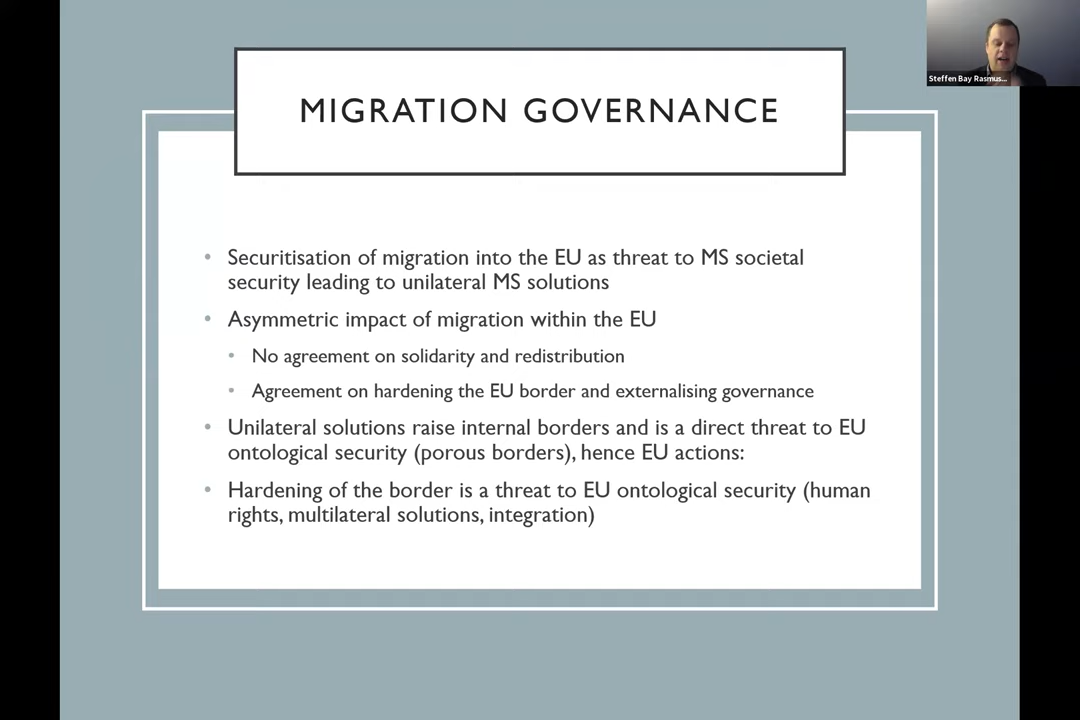 Steffen Bay Rasmus...
MIGRATION GOVERNANCE
• Securitisation of migration into the EU as threat to MS societal
security leading to unilateral MS solutions
• Asymmetric impact of migration within the EU
• No agreement on solidarity and redistribution
• Agreement on hardening the EU border and externalising governance
• Unilateral solutions raise internal borders and is a direct threat to EU
ontological security (porous borders), hence EU actions:
• Hardening of the border is a threat to EU ontological security (human
rights, multilateral solutions, integration)